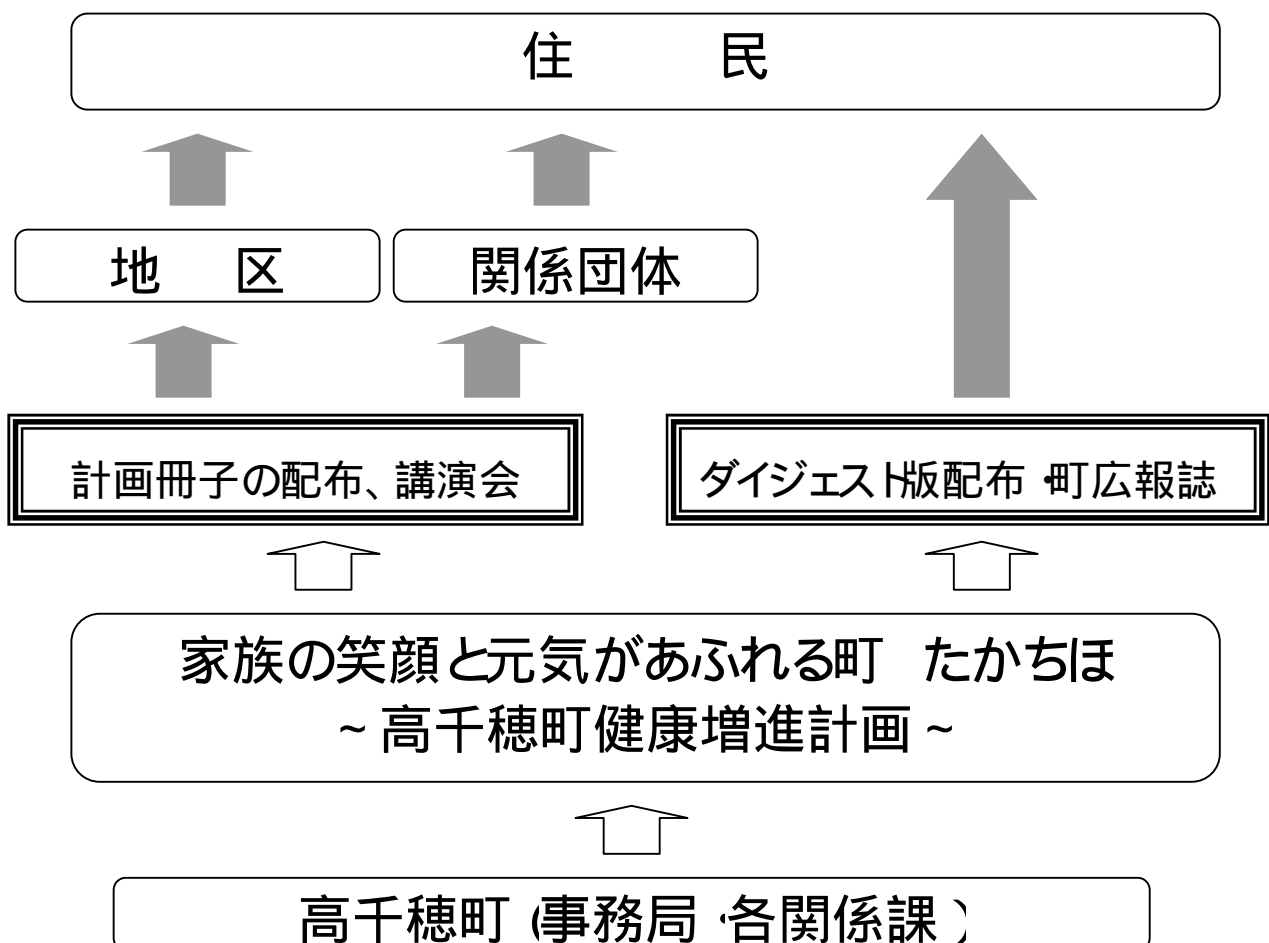 住　　民
地　区
関係団体
計画冊子の配布、講演会
ダイジェスト版配布・町広報誌
家族の笑顔と元気があふれる町　たかちほ
~高千穂町健康増進計画~
高千穂町(事務局・各関係課)